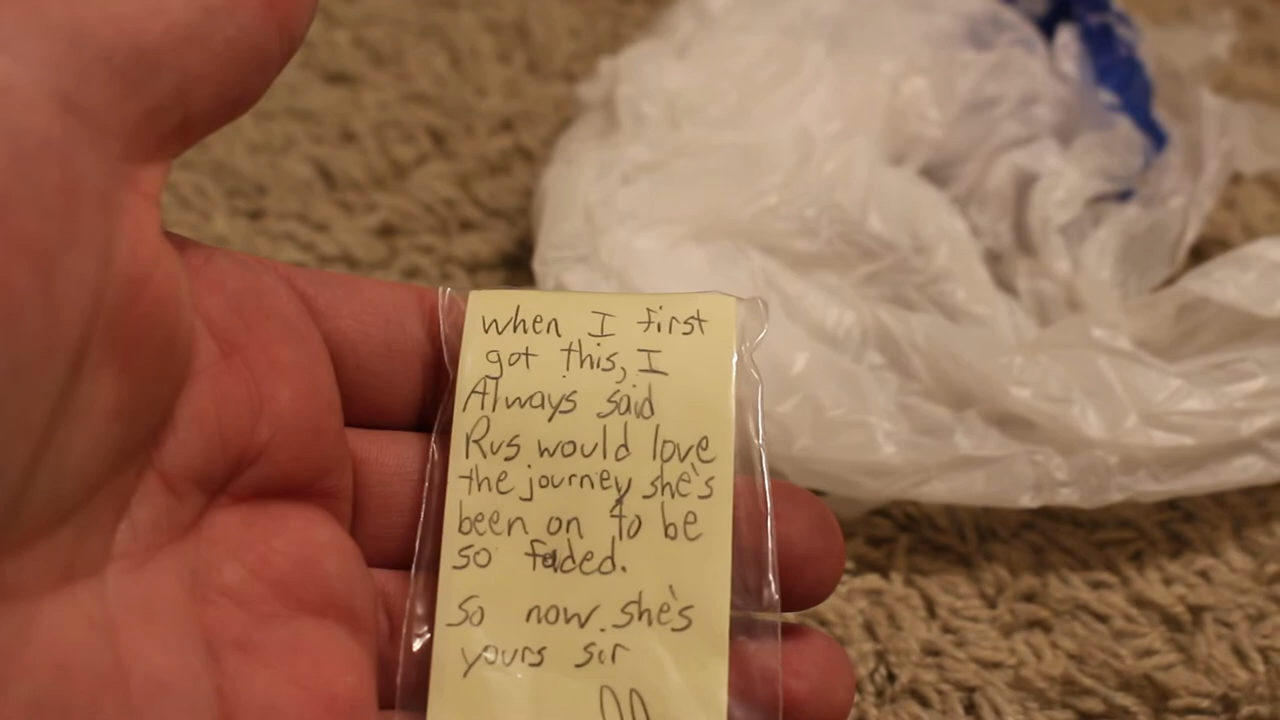 when I first
got this, I
Always said
Rus would love
the journey she's
been on to be
so faded.
So now she's
yours sir